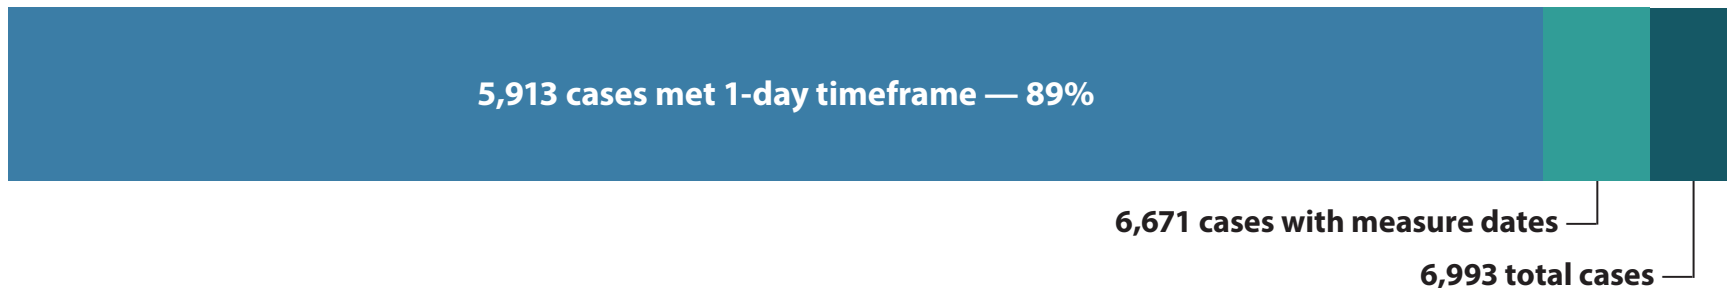 5,913 cases met 1-day timeframe — 89%
6,671 cases with measure dates
6,993 total cases